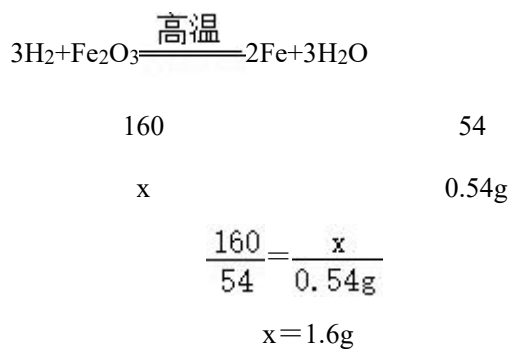 高温
3H₂+Fe₂O₃═════2Fe+3H₂O
160 54
x 0.54g
160/54=x/0.54g
x=1.6g